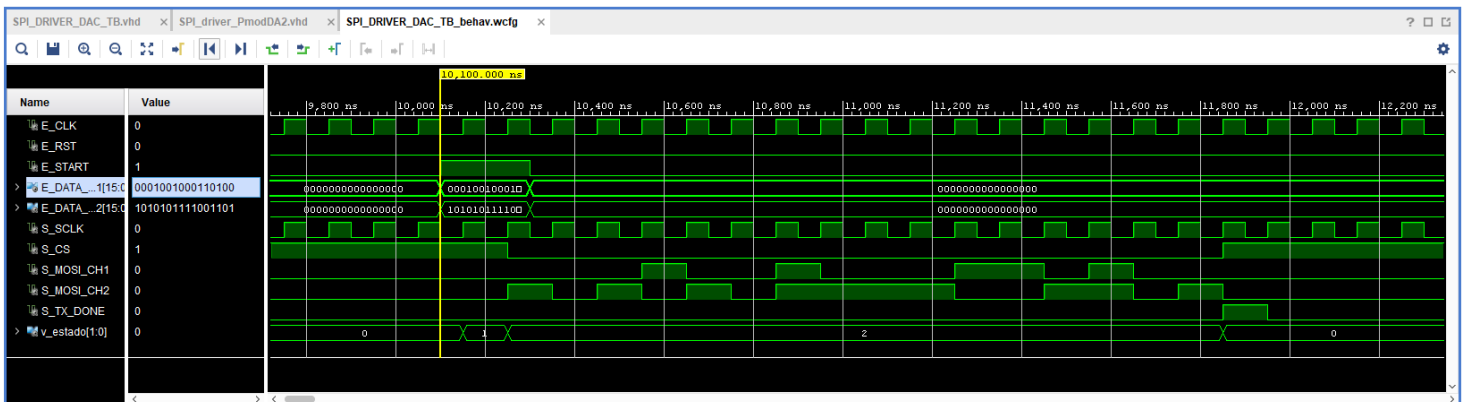 SPI_DRIVER_DAC_TB.vhd × SPI_driver_PmodDA2.vhd × SPI_DRIVER_DAC_TB_behav.wcfg ×
10,100.000 ns
Name Value
9,800 ns 10,000 ns 10,200 ns 10,400 ns 10,600 ns 10,800 ns 11,000 ns 11,200 ns 11,400 ns 11,600 ns 11,800 ns 12,000 ns 12,200 ns
E_CLK 0
E_RST 0
E_START 1
E_DATA_...1[15:0 0001001000110100 0000000000000000 00010010001 0000000000000000
E_DATA_...2[15:0 1010101111001101 0000000000000000 10101011110 0000000000000000
S_SCLK 0
S_CS 1
S_MOSI_CH1 0
S_MOSI_CH2 0
S_TX_DONE 0
v_estado[1:0] 0 0 1 2 0